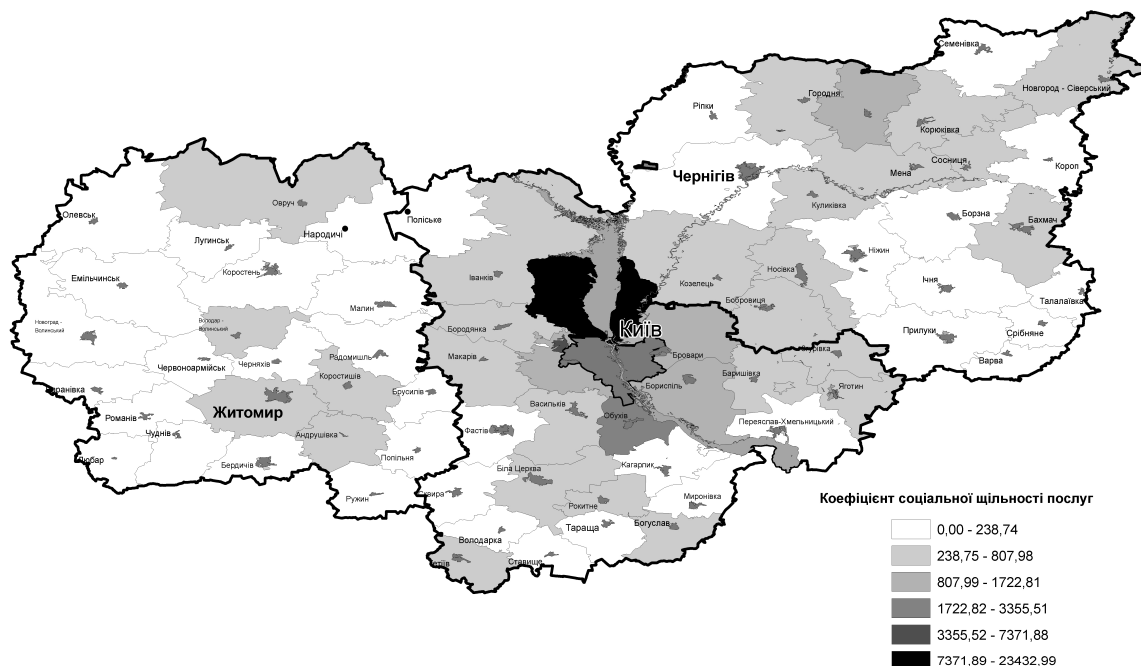 Семенівка
Новгород - Сіверський
Городня
Ріпки
Корюківка
Сосниця
Мена
Короп
Чернігів
Куликівка
Борзна
Бахмач
Овруч
Олевськ
Народичі
Поліське
Лугинськ
Коростень
Ніжин
Іванків
Козелець
Носівка
Ічня
Емільчинськ
Малин
Бобровиця
Талалаївка
Новоград -
Волинський
Володар -
Волинський
Бородянка
Київ
Прилуки
Срібняне
Варва
Макарів
Бровари
Радомишль
Червоноармійськ
Черняхів
Коростишів
Баришівка
Бориспіль
Яготин
Брусилів
Васильків
Житомир
Романів
Обухів
Переяслав-Хмельницький
Чуднів
Фастів
Андрушівка
Любар
Бердичів
Попільня
Біла Церква
Кагарлик
Ружин
Миронівка
Рокитне
Тараща
Богуслав
Володарка
Ставище
Коефіцієнт соціальної щільності послуг
0,00 - 238,74
238,75 - 807,98
807,99 - 1722,81
1722,82 - 3355,51
3355,52 - 7371,88
7371,89 - 23432,99